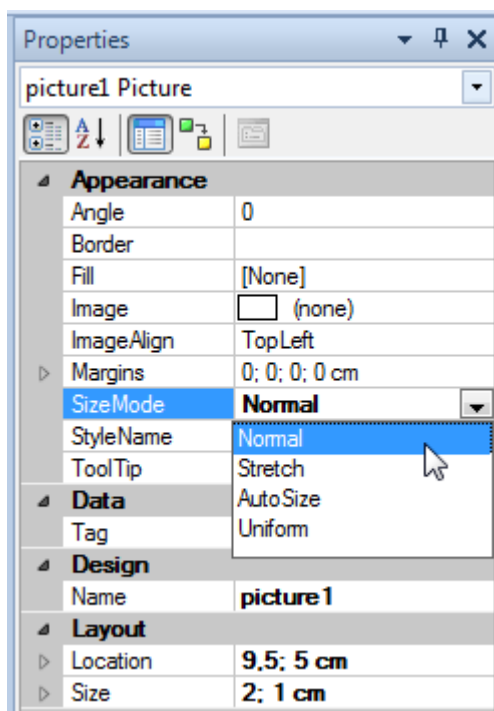 Properties
picture1 Picture
A
Z
Appearance
Angle 0
Border
Fill [None]
Image (none)
ImageAlign TopLeft
Margins 0; 0; 0; 0 cm
SizeMode Normal
StyleName Normal
ToolTip Stretch
Data AutoSize
Tag Uniform
Design
Name picture1
Layout
Location 9,5; 5 cm
Size 2; 1 cm